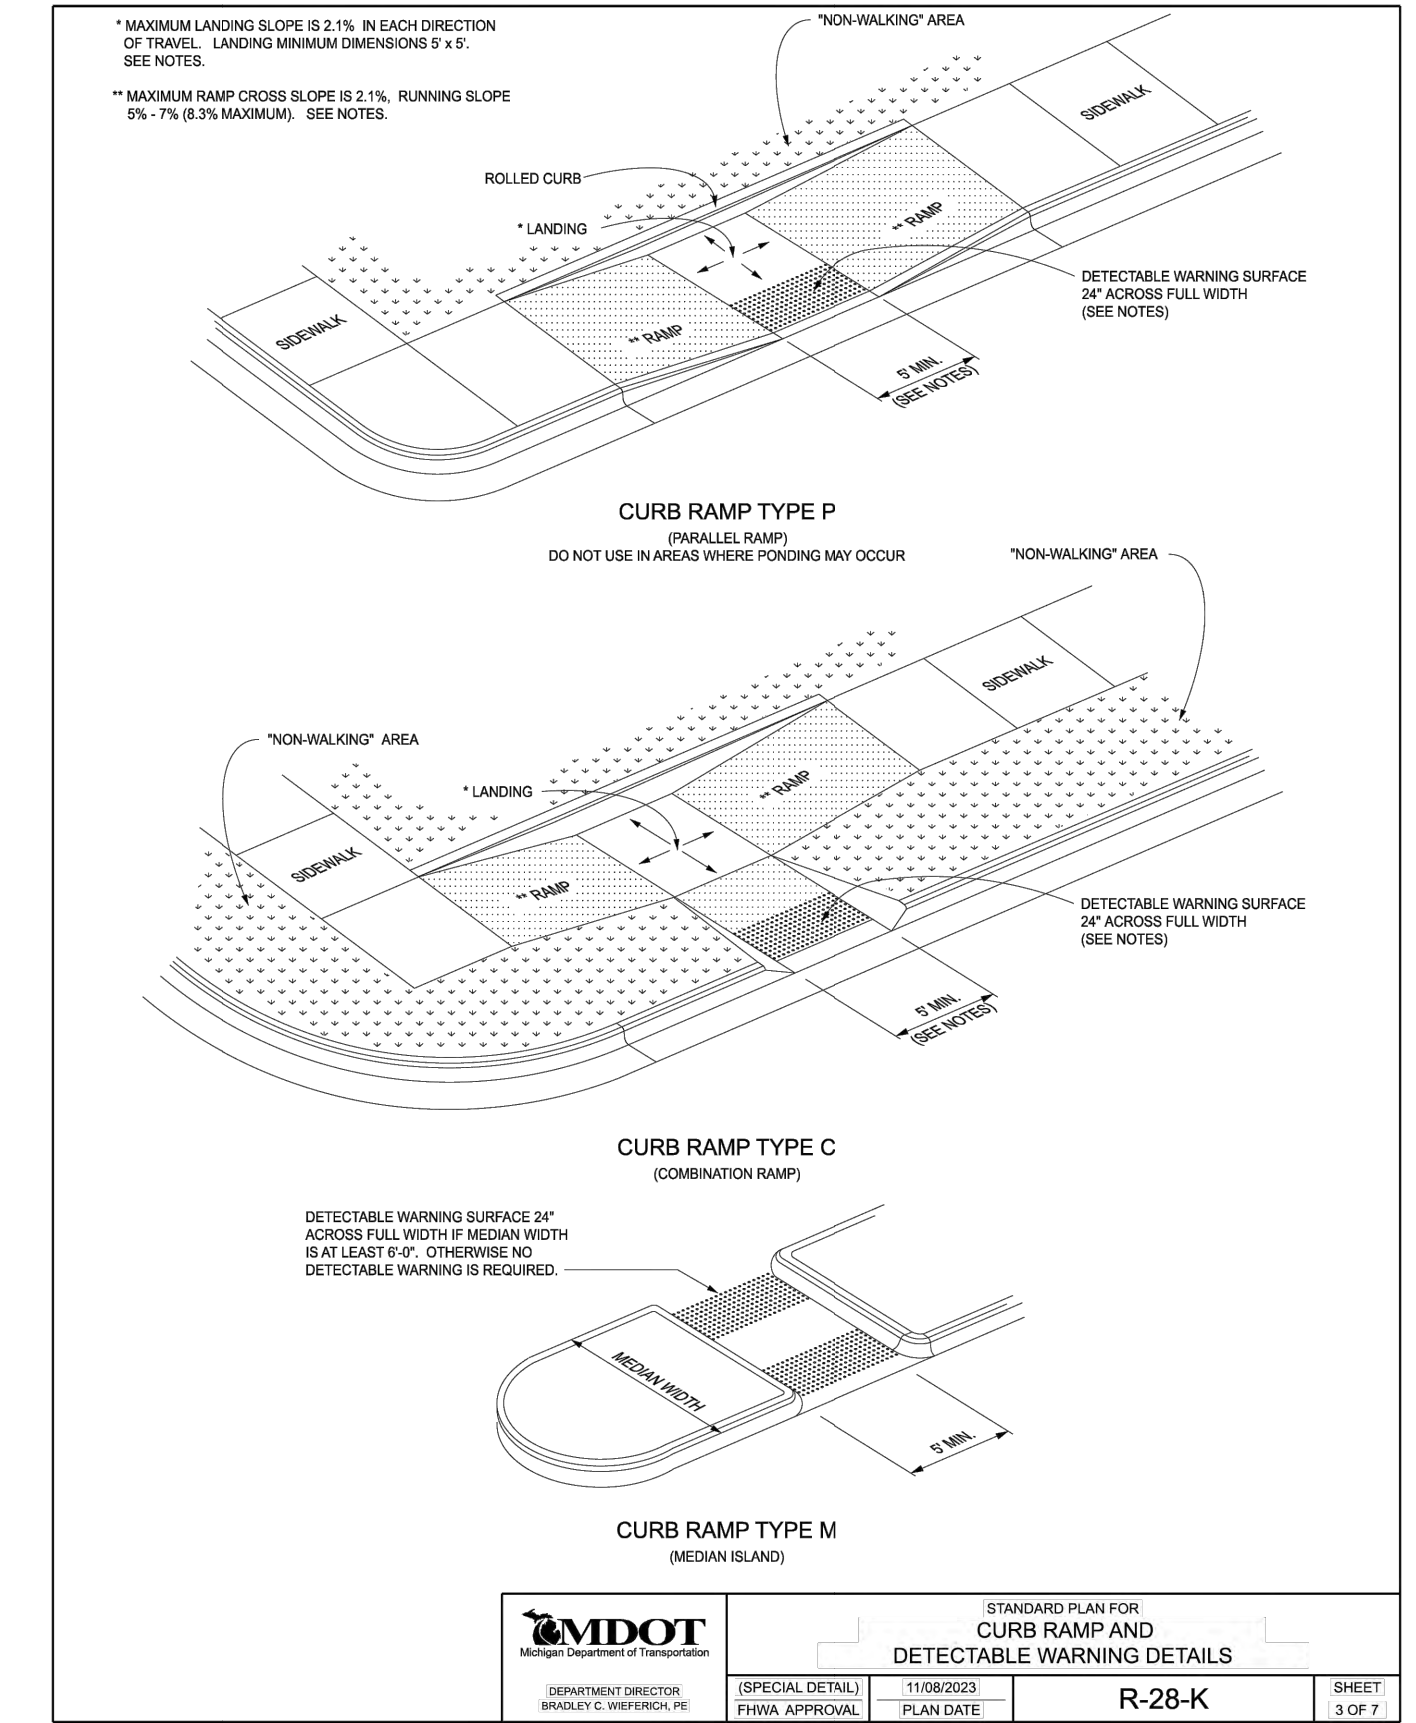 * MAXIMUM LANDING SLOPE IS 2.1% IN EACH DIRECTION
OF TRAVEL. LANDING MINIMUM DIMENSIONS 5' x 5'.
SEE NOTES.
** MAXIMUM RAMP CROSS SLOPE IS 2.1%, RUNNING SLOPE
5% - 7% (8.3% MAXIMUM). SEE NOTES.
"NON-WALKING" AREA
SIDEWALK
ROLLED CURB
* LANDING
** RAMP
DETECTABLE WARNING SURFACE
24" ACROSS FULL WIDTH
(SEE NOTES)
SIDEWALK
** RAMP
5' MIN.
(SEE NOTES)
CURB RAMP TYPE P
(PARALLEL RAMP)
DO NOT USE IN AREAS WHERE PONDING MAY OCCUR
"NON-WALKING" AREA
SIDEWALK
"NON-WALKING" AREA
* LANDING
** RAMP
SIDEWALK
** RAMP
DETECTABLE WARNING SURFACE
24" ACROSS FULL WIDTH
(SEE NOTES)
5' MIN.
(SEE NOTES)
CURB RAMP TYPE C
(COMBINATION RAMP)
DETECTABLE WARNING SURFACE 24"
ACROSS FULL WIDTH IF MEDIAN WIDTH
IS AT LEAST 6'-0". OTHERWISE NO
DETECTABLE WARNING IS REQUIRED.
MEDIAN WIDTH
5' MIN.
CURB RAMP TYPE M
(MEDIAN ISLAND)
MDOT
Michigan Department of Transportation
DEPARTMENT DIRECTOR
BRADLEY C. WIEFERICH, PE
STANDARD PLAN FOR
CURB RAMP AND
DETECTABLE WARNING DETAILS
(SPECIAL DETAIL)
FHWA APPROVAL
11/08/2023
PLAN DATE
R-28-K
SHEET
3 OF 7